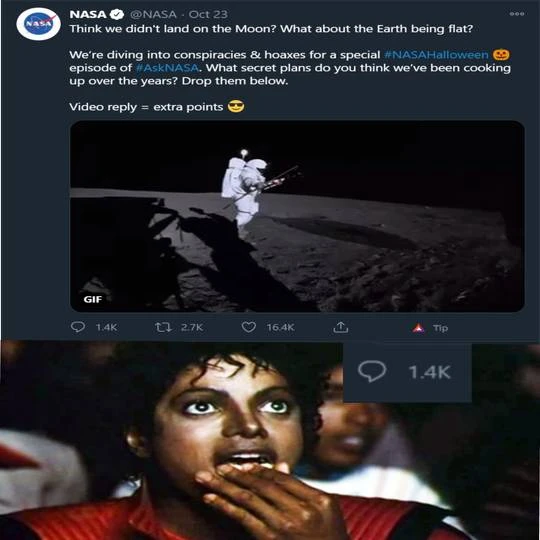 NASA
NASA @NASA · Oct 23
Think we didn't land on the Moon? What about the Earth being flat?
We're diving into conspiracies & hoaxes for a special #NASAHalloween 🎃
episode of #AskNASA. What secret plans do you think we've been cooking
up over the years? Drop them below.
Video reply = extra points 😎
GIF
1.4K 2.7K 16.4K Tip
1.4K